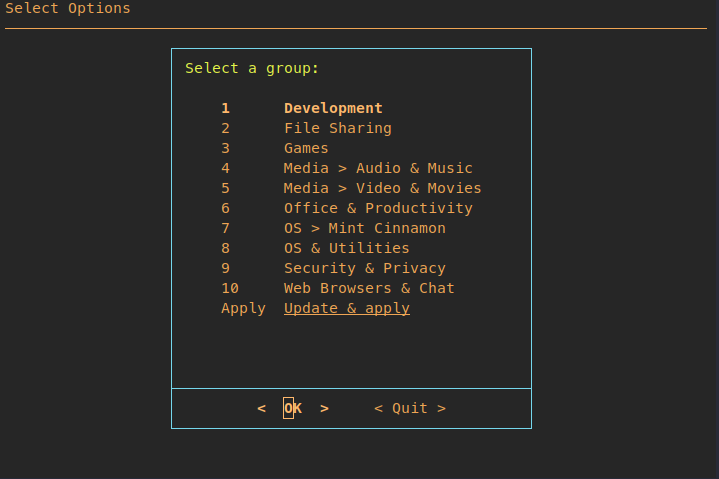 Select Options
Select a group:
1 Development
2 File Sharing
3 Games
4 Media > Audio & Music
5 Media > Video & Movies
6 Office & Productivity
7 OS > Mint Cinnamon
8 OS & Utilities
9 Security & Privacy
10 Web Browsers & Chat
Apply Update & apply
< OK > < Quit >